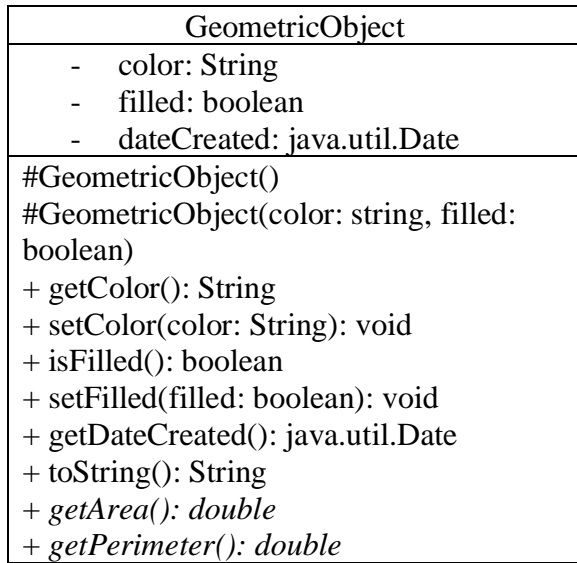 GeometricObject
- color: String
- filled: boolean
- dateCreated: java.util.Date
#GeometricObject()
#GeometricObject(color: string, filled:
boolean)
+ getColor(): String
+ setColor(color: String): void
+ isFilled(): boolean
+ setFilled(filled: boolean): void
+ getDateCreated(): java.util.Date
+ toString(): String
+ getArea(): double
+ getPerimeter(): double